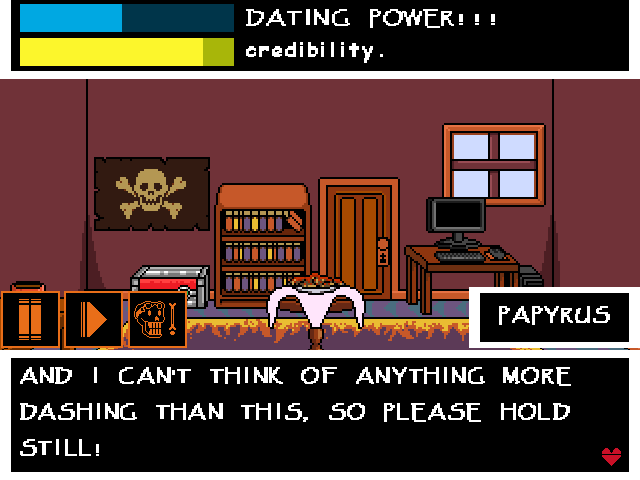 DATING POWER!!!
credibility.
PAPYRUS
AND I CAN'T THINK OF ANYTHING MORE
DASHING THAN THIS, SO PLEASE HOLD
STILL!